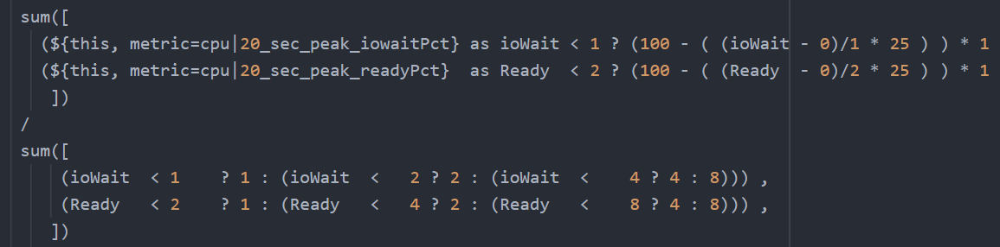 sum([
(${this, metric=cpu|20_sec_peak_iowaitPct} as ioWait < 1 ? (100 - ( (ioWait - 0)/1 * 25 ) ) * 1
(${this, metric=cpu|20_sec_peak_readyPct}  as Ready  < 2 ? (100 - ( (Ready  - 0)/2 * 25 ) ) * 1
])
/
sum([
(ioWait  < 1    ? 1 : (ioWait  <   2 ? 2 : (ioWait  <    4 ? 4 : 8))) ,
(Ready   < 2    ? 1 : (Ready   <   4 ? 2 : (Ready   <    8 ? 4 : 8))) ,
])